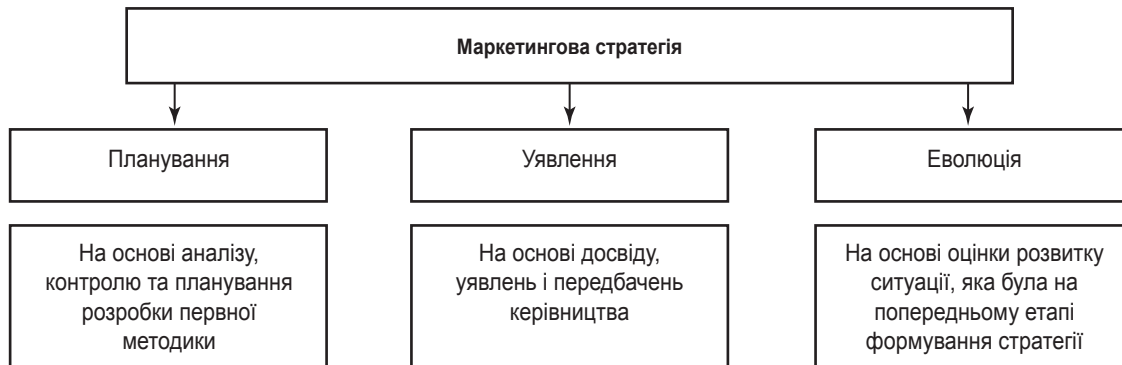 Маркетингова стратегія
Планування
Уявлення
Еволюція
На основі аналізу,
контролю та планування
розробки первної
методики
На основі досвіду,
уявлень і передбачень
керівництва
На основі оцінки розвитку
ситуації, яка була на
попередньому етапі
формування стратегії